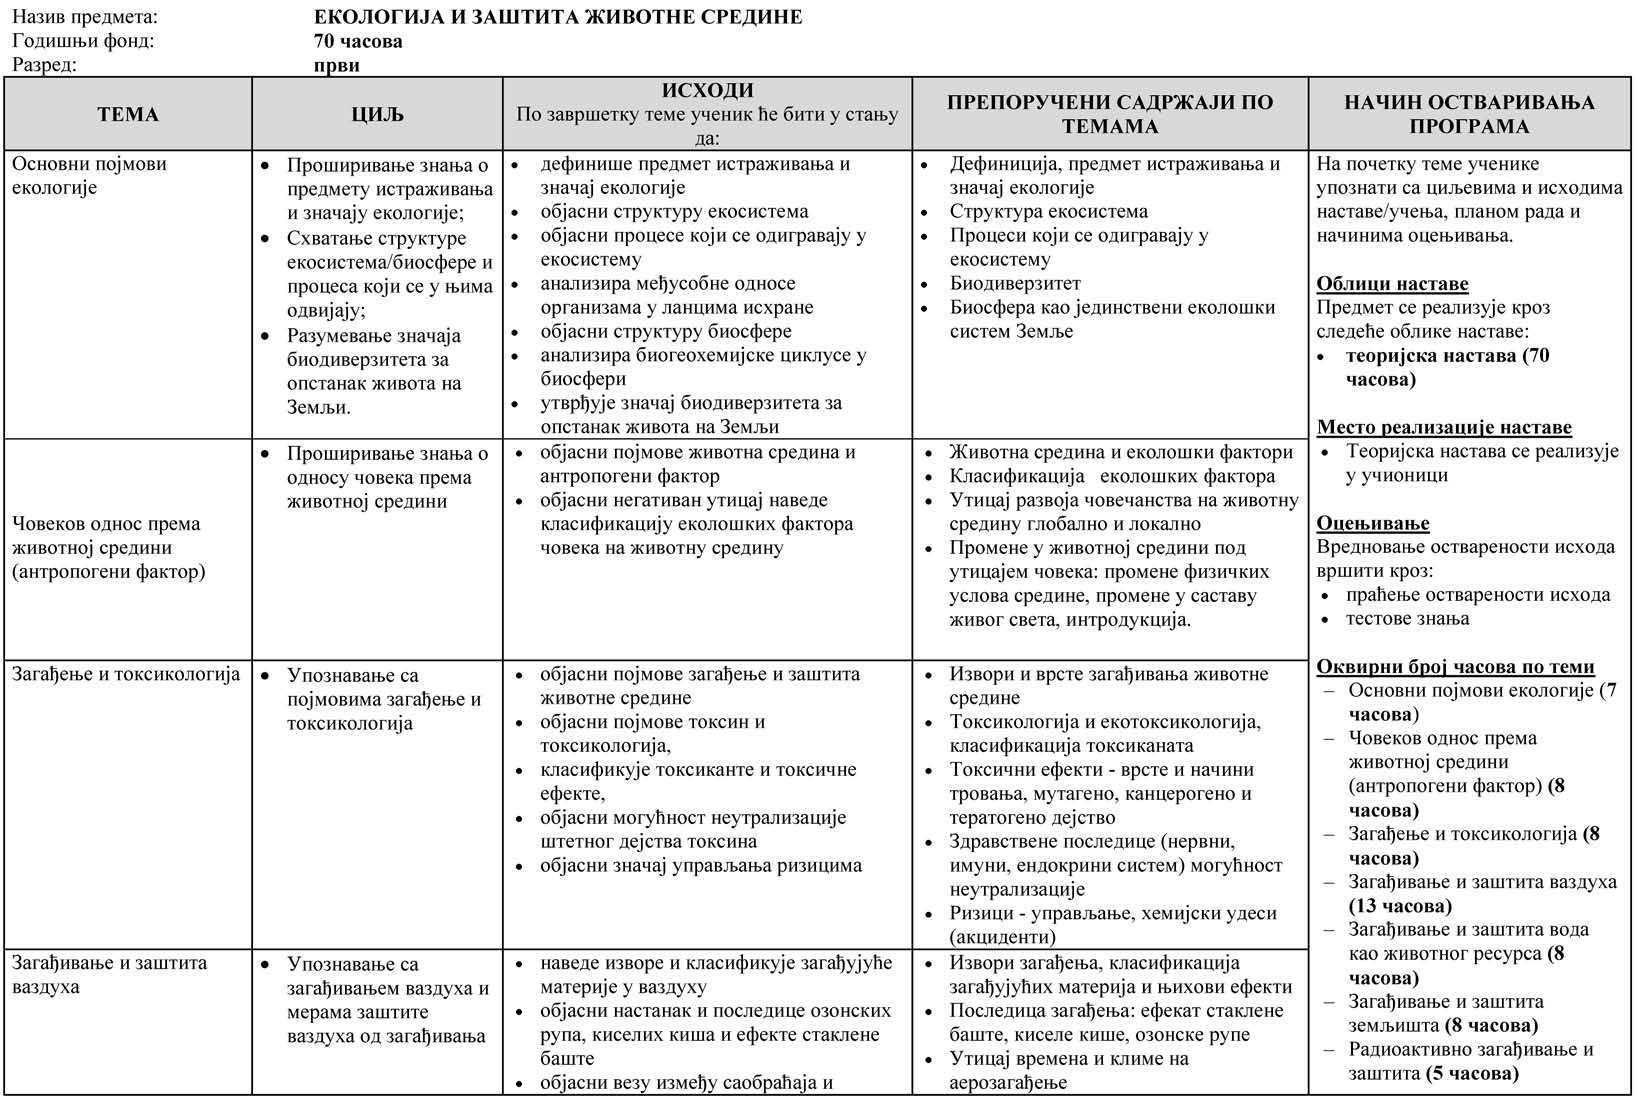 Назив предмета: ЕКОЛОГИЈА И ЗАШТИТА ЖИВОТНЕ СРЕДИНЕ
Годишњи фонд: 70 часова
Разред: први
ТЕМА
ЦИЉ
ИСХОДИ
По завршетку теме ученик ће бити у стању
да:
ПРЕПОРУЧЕНИ САДРЖАЈИ ПО
ТЕМАМА
НАЧИН ОСТВАРИВАЊА
ПРОГРАМА
Основни појмови
екологије
• Проширивање знања о
предмету истраживања
и значају екологије;
• Схватање структуре
екосистема/биосфере и
процеса који се у њима
одвијају;
• Разумевање значаја
биодиверзитета за
опстанак живота на
Земљи.
• дефинише предмет истраживања и
значај екологије
• објасни структуру екосистема
• објасни процесе који се одигравају у
екосистему
• анализира међусобне односе
организама у ланцима исхране
• објасни структуру биосфере
• анализира биогеохемијске циклусе у
биосфери
• утврђује значај биодиверзитета за
опстанак живота на Земљи
• Дефиниција, предмет истраживања и
значај екологије
• Структура екосистема
• Процеси који се одигравају у
екосистему
• Биодиверзитет
• Биосфера као јединствени еколошки
систем Земље
Човеков однос према
животној средини
(антропогени фактор)
• Проширивање знања о
односу човека према
животној средини
• објасни појмове животна средина и
антропогени фактор
• објасни негативан утицај наведе
класификацију еколошких фактора
човека на животну средину
• Животна средина и еколошки фактори
• Класификација еколошких фактора
• Утицај развоја човечанства на животну
средину глобално и локално
• Промене у животној средини под
утицајем човека: промене физичких
услова средине, промене у саставу
живог света, интродукција.
Загађење и токсикологија
• Упознавање са
појмовима загађење и
токсикологија
• објасни појмове загађење и заштита
животне средине
• објасни појмове токсин и
токсикологија,
• класификује токсиканте и токсичне
ефекте,
• објасни могућност неутрализације
штетног дејства токсина
• објасни значај управљања ризицима
• Извори и врсте загађивања животне
средине
• Токсикологија и екотоксикологија,
класификација токсиканата
• Токсични ефекти - врсте и начини
тровања, мутагено, канцерогено и
тератогено дејство
• Здравствене последице (нервни,
имуни, ендокрини систем) могућност
неутрализације
• Ризици - управљање, хемијски удеси
(акциденти)
Загађивање и заштита
ваздуха
• Упознавање са
загађивањем ваздуха и
мерама заштите
ваздуха од загађивања
• наведе изворе и класификује загађујуће
материје у ваздуху
• објасни настанак и последице озонских
рупа, киселих киша и ефекте стаклене
баште
• објасни везу између саобраћаја и
• Извори загађења, класификација
загађујућих материја и њихови ефекти
• Последица загађења: ефекат стаклене
баште, киселе кише, озонске рупе
• Утицај времена и климе на
аерозагађење
На почетку теме ученике
упознати са циљевима и исходима
наставе/учења, планом рада и
начинима оцењивања.
Облици наставе
Предмет се реализује кроз
следеће облике наставе:
• теоријска настава (70
часова)
Место реализације наставе
• Теоријска настава се реализује
у учионици
Оцењивање
Вредновање остварености исхода
вршити кроз:
• праћење остварености исхода
• тестове знања
Оквирни број часова по теми
– Основни појмови екологије (7
часова)
– Човеков однос према
животној средини
(антропогени фактор) (8
часова)
– Загађење и токсикологија (8
часова)
– Загађивање и заштита ваздуха
(13 часова)
– Загађивање и заштита вода
као животног ресурса (8
часова)
– Загађивање и заштита
земљишта (8 часова)
– Радиоактивно загађивање и
заштита (5 часова)